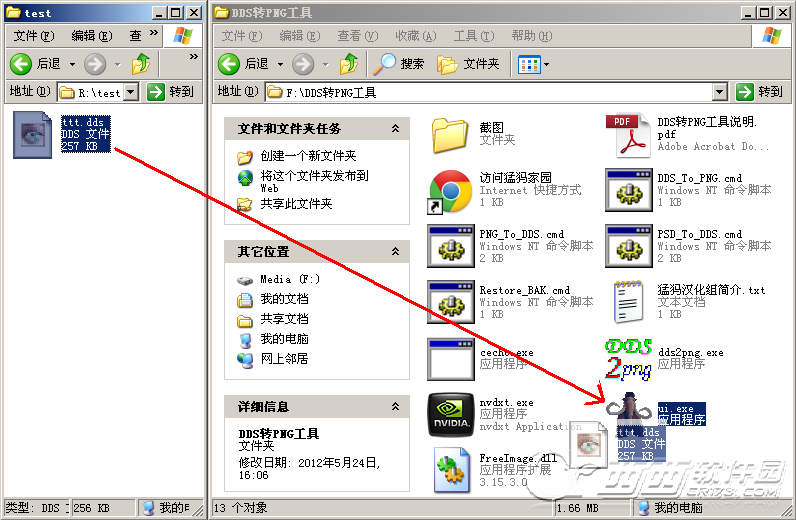 test
文件(F) 编辑(E) 查 »
后退 »
地址(D) R:\test 转到
ttt.dds
DDS 文件
257 KB
类型: DDS 256 KB 我的
DDS转PNG工具
文件(F) 编辑(E) 查看(V) 收藏(A) 工具(T) 帮助(H)
后退 搜索 文件夹
地址(D) F:\DDS转PNG工具 转到
文件和文件夹任务
创建一个新文件夹
将这个文件夹发布到
Web
共享此文件夹
其它位置
Media (F:)
我的文档
共享文档
我的电脑
网上邻居
详细信息
DDS转PNG工具
文件夹
修改日期: 2012年5月24日,
16:06
截图
文件夹
PDF
DDS转PNG工具说明.
pdf
Adobe Acrobat Do...
访问猛犸家园
Internet 快捷方式
1 KB
DDS_To_PNG.cmd
Windows NT 命令脚本
1 KB
PNG_To_DDS.cmd
Windows NT 命令脚本
2 KB
PSD_To_DDS.cmd
Windows NT 命令脚本
2 KB
Restore_BAK.cmd
Windows NT 命令脚本
1 KB
猛犸汉化组简介.txt
文本文档
1 KB
应用程序
DDS
2png
dds2png.exe
应用程序
NVIDIA.
nvdxt.exe
应用程序
nvdxt Application
ui.exe
应用程序
ttt.dds
DDS 文件
257 KB
FreeImage.dll
应用程序扩展
3.15.3.0
西西软件园
CR173.COM
13 个对象 1.66 MB 我的电脑